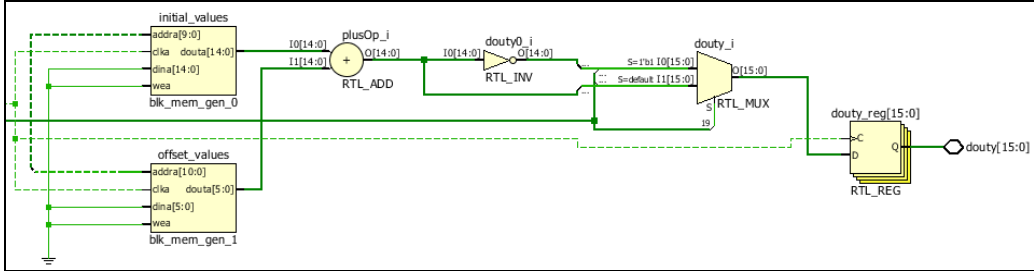 initial_values
addra[9:0]
clka douta[14:0]
dina[14:0]
wea
blk_mem_gen_0
plusOp_i
I0[14:0] O[14:0]
I1[14:0]
+
RTL_ADD
douty0_i
I0[14:0] O[14:0]
RTL_INV
douty_i
S=1'b1 I0[15:0]
... O[15:0]
S=default I1[15:0]
...
S
RTL_MUX
19
offset_values
addra[10:0]
clka douta[5:0]
dina[5:0]
wea
blk_mem_gen_1
douty_reg[15:0]
C
Q
D
RTL_REG
douty[15:0]